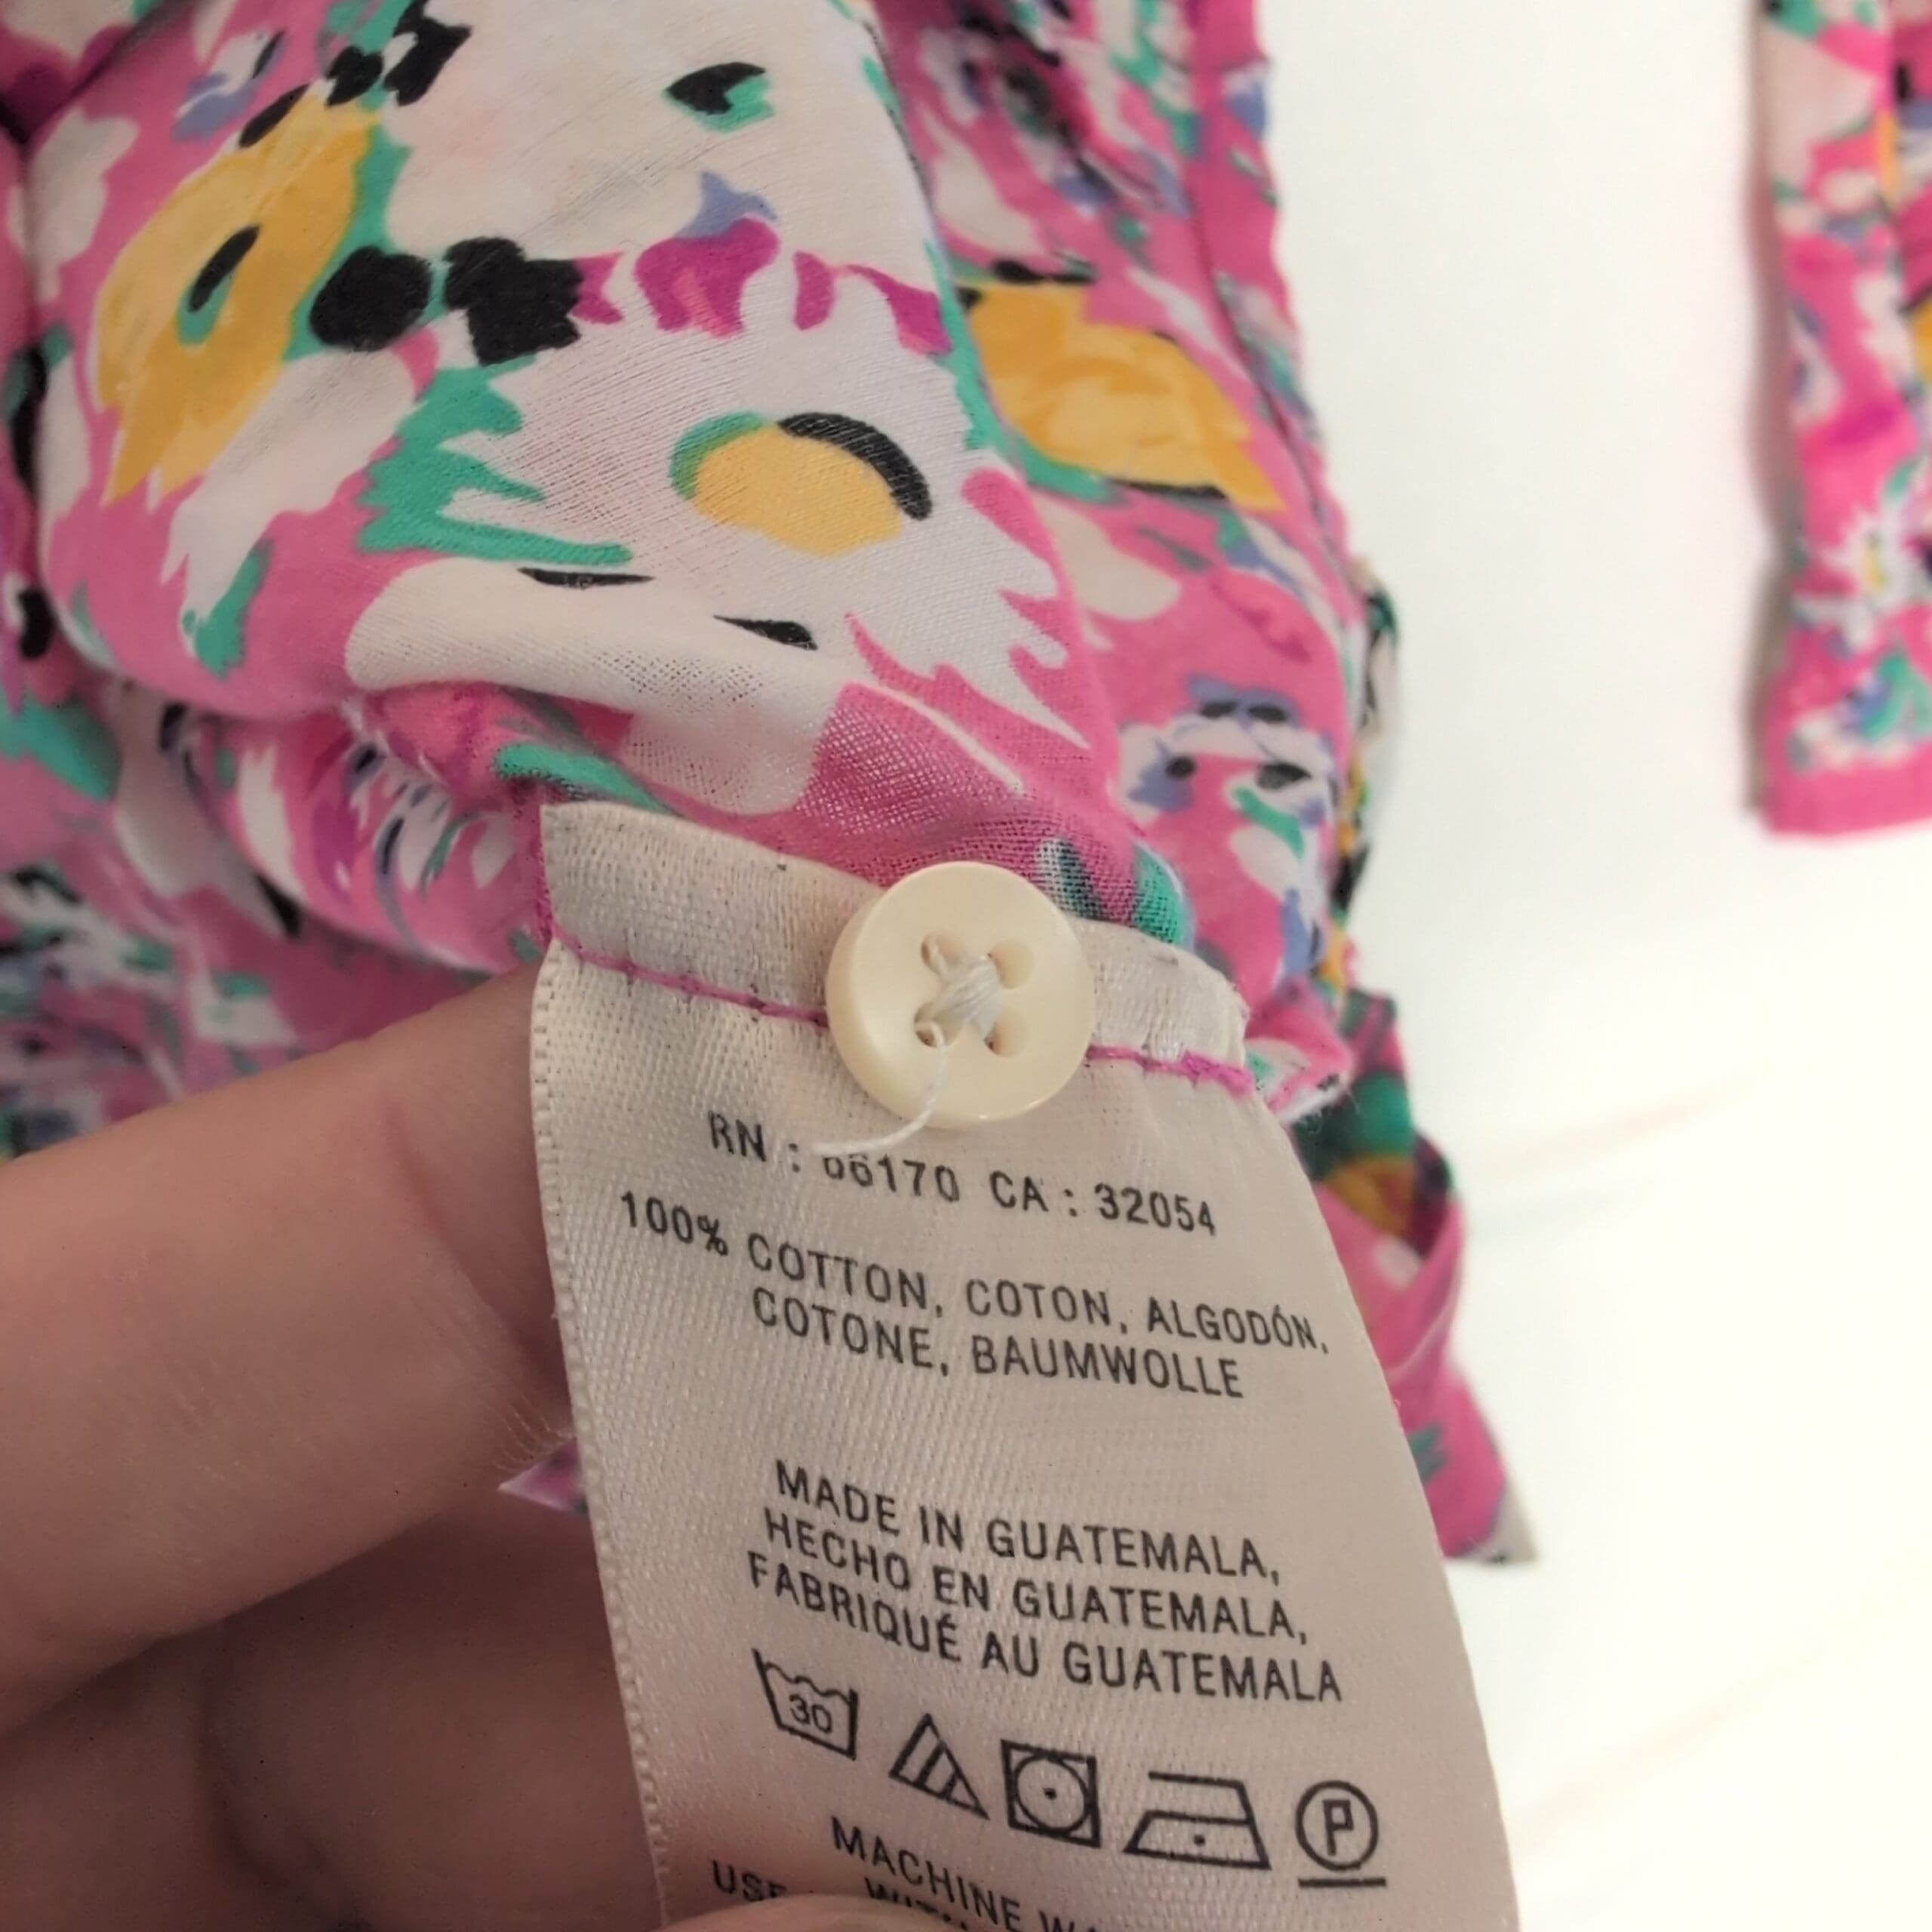 RN : 66170 CA : 32054
100% COTTON, COTON, ALGODÓN,
COTONE, BAUMWOLLE
MADE IN GUATEMALA,
HECHO EN GUATEMALA,
FABRIQUÉ AU GUATEMALA
30
P
MACHINE
USE